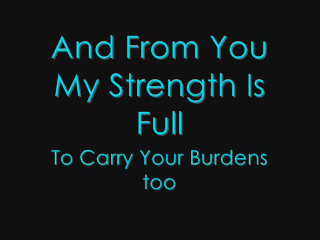 And From You
My Strength Is
Full
To Carry Your Burdens
too